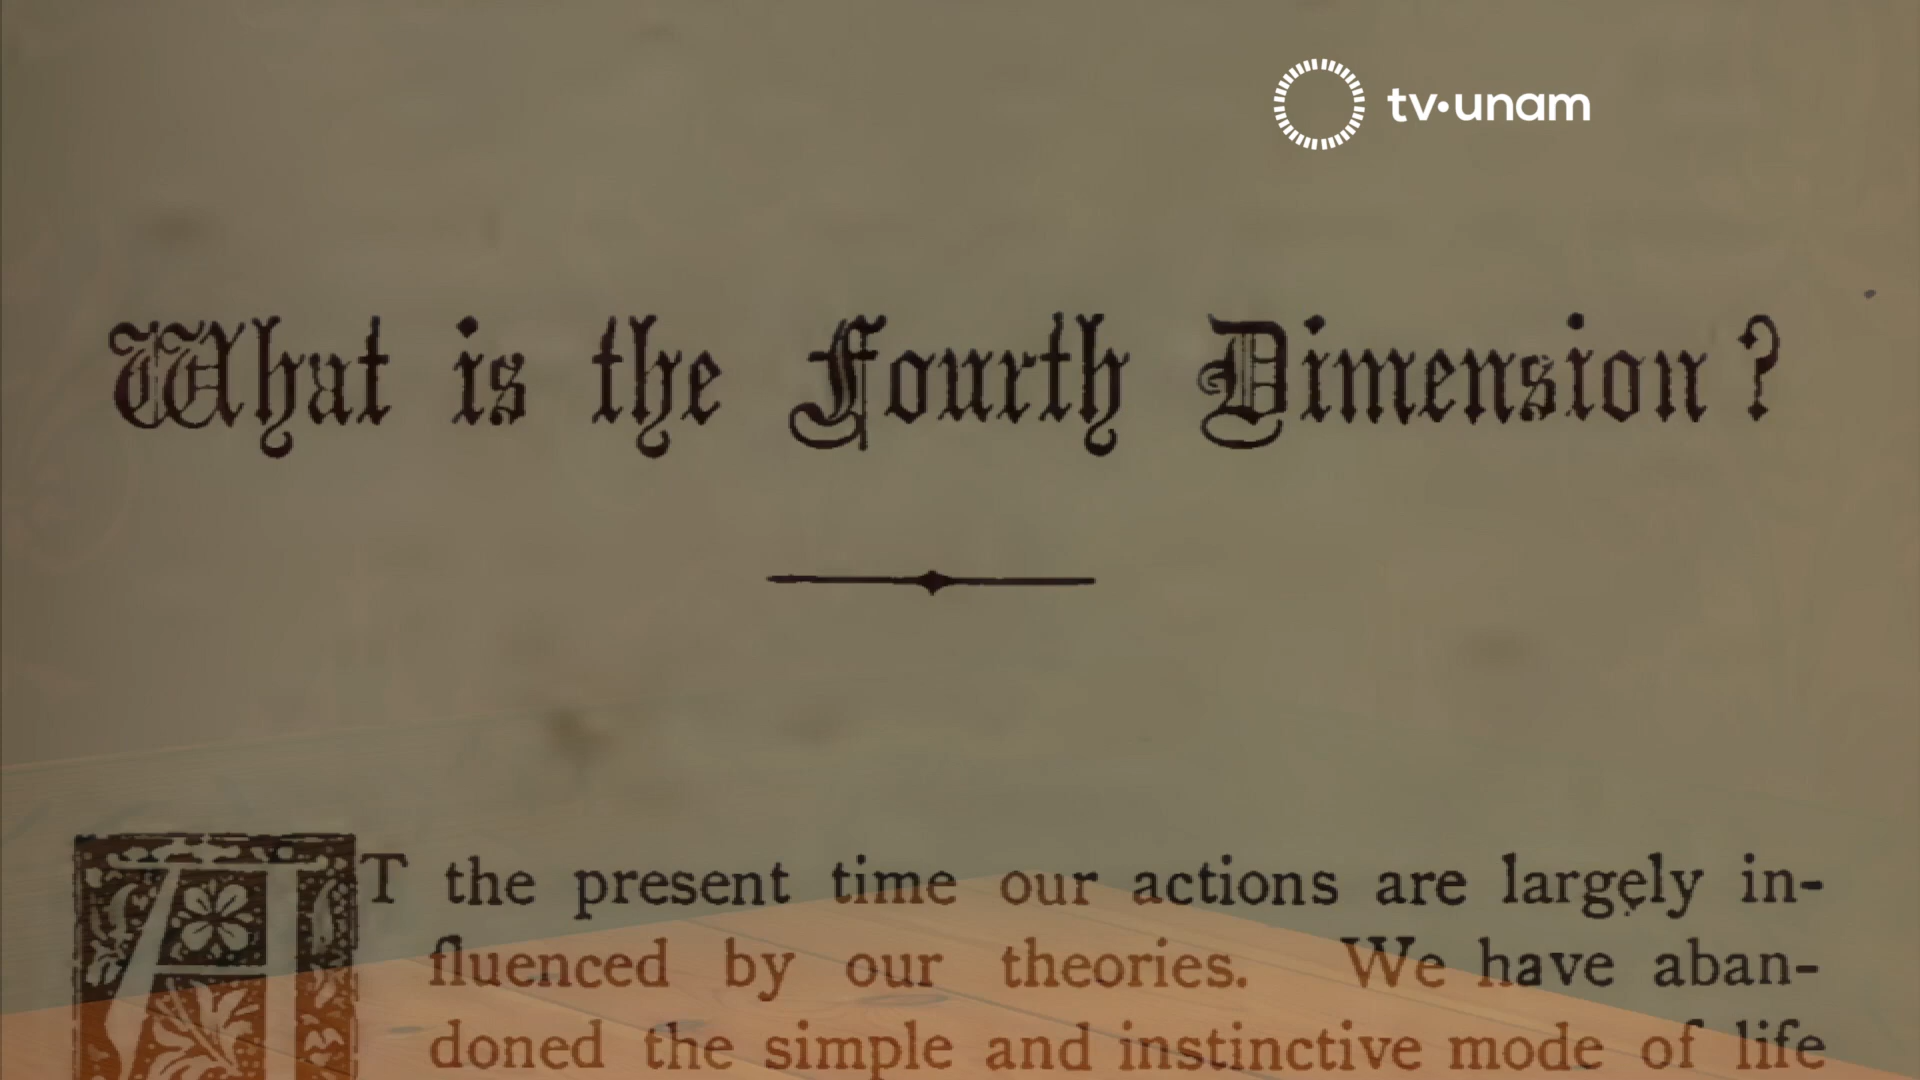 tv·unam
What is the Fourth Dimension?
AT the present time our actions are largely in-
fluenced by our theories. We have aban-
doned the simple and instinctive mode of life